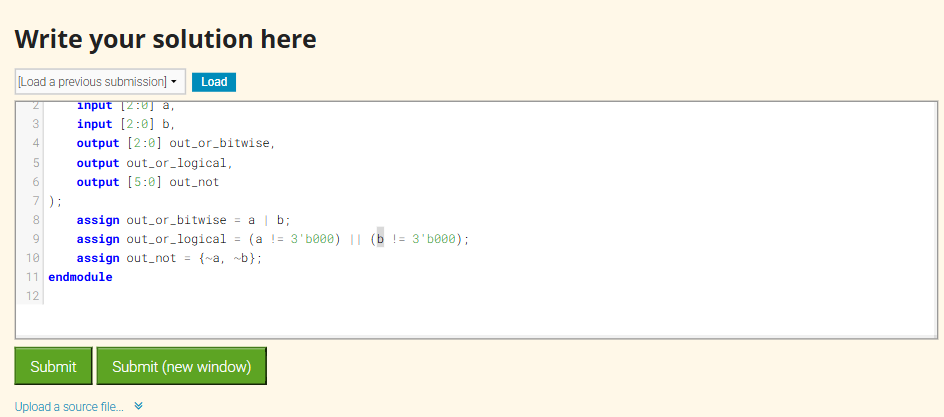 Write your solution here
[Load a previous submission]
Load
2 input [2:0] a,
3 input [2:0] b,
4 output [2:0] out_or_bitwise,
5 output out_or_logical,
6 output [5:0] out_not
7 );
8 assign out_or_bitwise = a | b;
9 assign out_or_logical = (a != 3'b000) || (b != 3'b000);
10 assign out_not = {~a, ~b};
11 endmodule
12
Submit
Submit (new window)
Upload a source file...